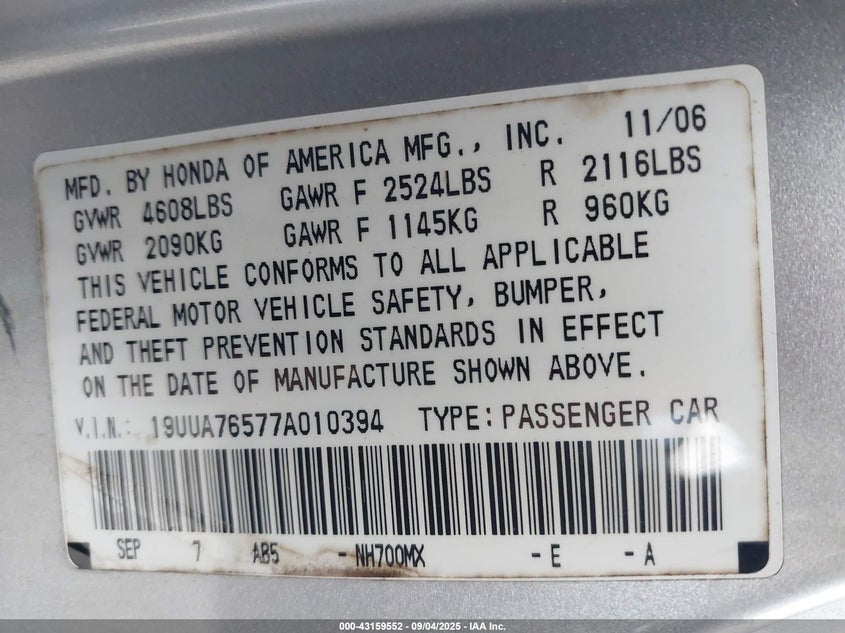 MFD. BY HONDA OF AMERICA MFG., INC. 11/06
GVWR 4608LBS GAWR F 2524LBS R 2116LBS
GVWR 2090KG GAWR F 1145KG R 960KG
THIS VEHICLE CONFORMS TO ALL APPLICABLE
FEDERAL MOTOR VEHICLE SAFETY, BUMPER,
AND THEFT PREVENTION STANDARDS IN EFFECT
ON THE DATE OF MANUFACTURE SHOWN ABOVE.
V.I.N.: 19UUA76577A010394 TYPE: PASSENGER CAR
SEP 7 AB5 - NH700MX - E - A
000-43159552 - 09/04/2025 - IAA Inc.